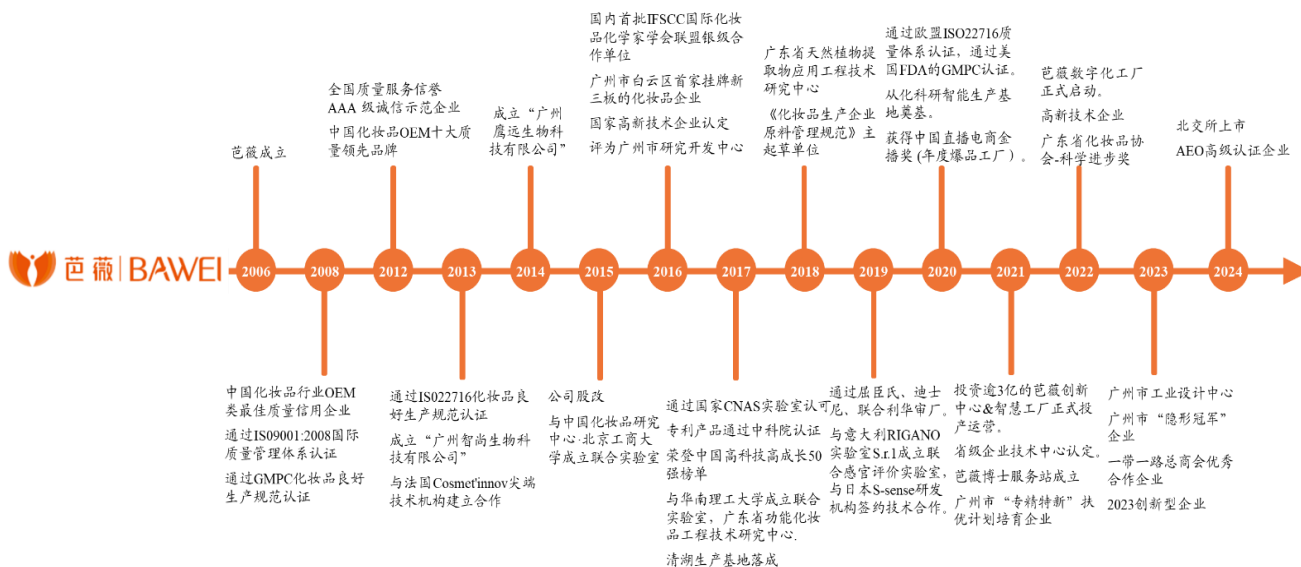 国内首批IFSCC国际化妆
品化学家学会联盟银级合
作单位
广州市白云区首家挂牌新
三板的化妆品企业
国家高新技术企业认定
评为广州市研究开发中心
通过欧盟ISO22716质
量体系认证，通过美
国FDA的GMPC认证。
从化科研智能生产基
地奠基。
获得中国直播电商金
播奖（年度爆品工厂）。
广东省天然植物提
取物应用工程技术
研究中心
《化妆品生产企业
原料管理规范》主
起草单位
芭薇数字化工厂
正式启动。
高新技术企业
广东省化妆品协
会-科学进步奖
全国质量服务信誉
AAA 级诚信示范企业
中国化妆品OEM十大质
量领先品牌
成立“广州
鹰远生物科
技有限公司”
北交所上市
AEO高级认证企业
芭薇成立
芭薇 BAWEI
2006
2008
2012
2013
2014
2015
2016
2017
2018
2019
2020
2021
2022
2023
2024
中国化妆品行业OEM
类最佳质量信用企业
通过IS09001:2008国际
质量管理体系认证
通过GMPC化妆品良好
生产规范认证
通过IS022716化妆品良
好生产规范认证
成立“广州智尚生物科
技有限公司”
与法国Cosmet'innov尖端
技术机构建立合作
公司股改
与中国化妆品研究
中心·北京工商大
学成立联合实验室
通过国家CNAS实验室认可
专利产品通过中科院认证
荣登中国高科技高成长50
强榜单
与华南理工大学成立联合
实验室，广东省功能化妆
品工程技术研究中心.
清湖生产基地落成
通过屈臣氏、迪士
尼、联合利华审厂。
与意大利RIGANO
实验室S.r.1成立联
合感官评价实验室，
与日本S-sense研发
机构签约技术合作。
投资逾3亿的芭薇创新
中心&智慧工厂正式投
产运营。
省级企业技术中心认定。
芭薇博士服务站成立
广州市“专精特新”扶
优计划培育企业
广州市工业设计中心
广州市“隐形冠军”
企业
一带一路总商会优秀
合作企业
2023创新型企业